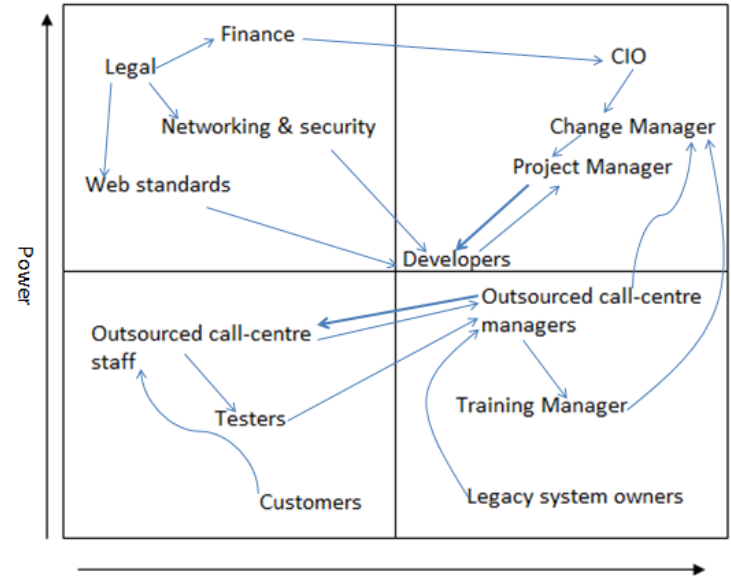 Finance
CIO
Legal
Networking & security
Change Manager
Project Manager
Web standards
Developers
Power
Outsourced call-centre
managers
Outsourced call-centre
staff
Training Manager
Testers
Customers
Legacy system owners